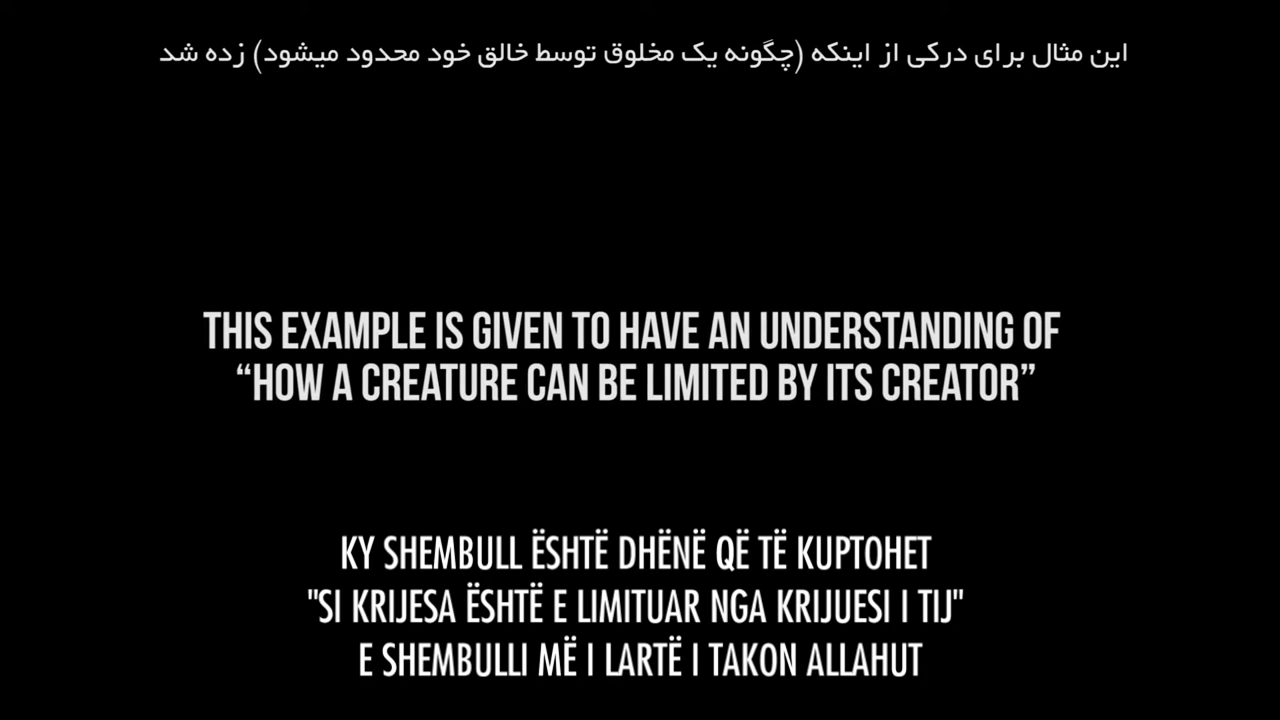 این مثال برای درکی از اینکه (چگونه یک مخلوق توسط خالق خود محدود میشود) زده شد
THIS EXAMPLE IS GIVEN TO HAVE AN UNDERSTANDING OF
“HOW A CREATURE CAN BE LIMITED BY ITS CREATOR”
KY SHEMBULL ËSHTË DHËNË QË TË KUPTOHET
"SI KRIJESA ËSHTË E LIMITUAR NGA KRIJUESI I TIJ"
E SHEMBULLI MË I LARTË I TAKON ALLAHUT